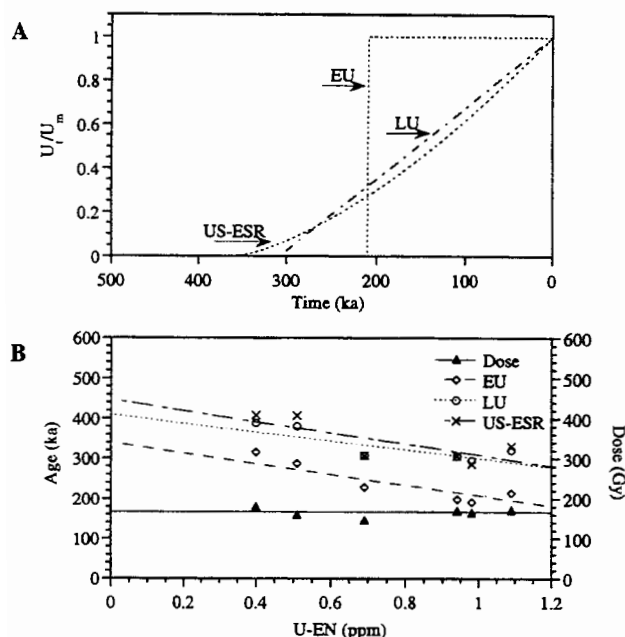 A
1
0.8
0.6
0.4
0.2
0
U_t/U_m
EU
LU
US-ESR
500 400 300 200 100 0
Time (ka)
B
600
500
400
300
200
100
0
Age (ka)
Dose
EU
LU
US-ESR
600
500
400
300
200
100
0
Dose (Gy)
0 0.2 0.4 0.6 0.8 1 1.2
U-EN (ppm)